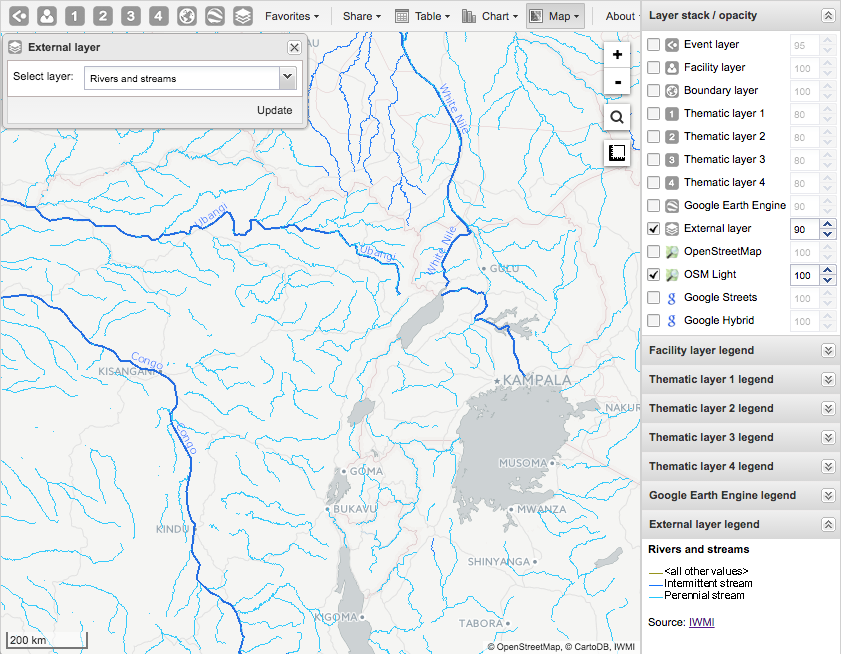 1 2 3 4 Favorites Share Table Chart Map About
External layer
Select layer: Rivers and streams
Update
+
-
White Nile
Ubangi
Ubangi
White Nile
GULU
Congo
KISANGANI
KAMPALA
NAKUR
Congo
MUSOMA
GOMA
BUKAVU
MWANZA
KINDU
SHINYANGA
KIGOMA
TABORA
200 km
© OpenStreetMap, © CartoDB, IWMI
Layer stack / opacity
Event layer 95
Facility layer 100
Boundary layer 100
1 Thematic layer 1 80
2 Thematic layer 2 80
3 Thematic layer 3 80
4 Thematic layer 4 80
Google Earth Engine 90
External layer 90
OpenStreetMap 100
OSM Light 100
g Google Streets 100
g Google Hybrid 100
Facility layer legend
Thematic layer 1 legend
Thematic layer 2 legend
Thematic layer 3 legend
Thematic layer 4 legend
Google Earth Engine legend
External layer legend
Rivers and streams
<all other values>
Intermittent stream
Perennial stream
Source: IWMI